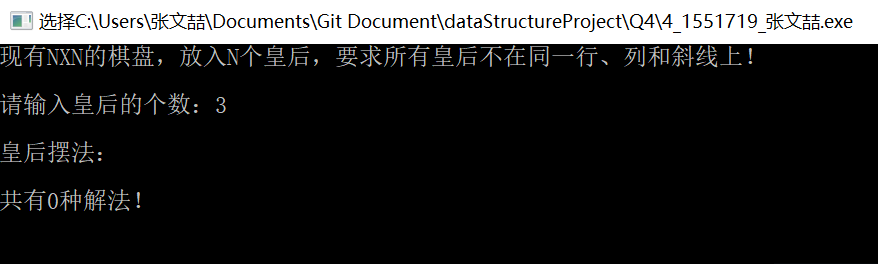 选择C:\Users\张文喆\Documents\Git Document\dataStructureProject\Q4\4_1551719_张文喆.exe
现有NXN的棋盘，放入N个皇后，要求所有皇后不在同一行、列和斜线上！
请输入皇后的个数：3
皇后摆法：
共有0种解法！